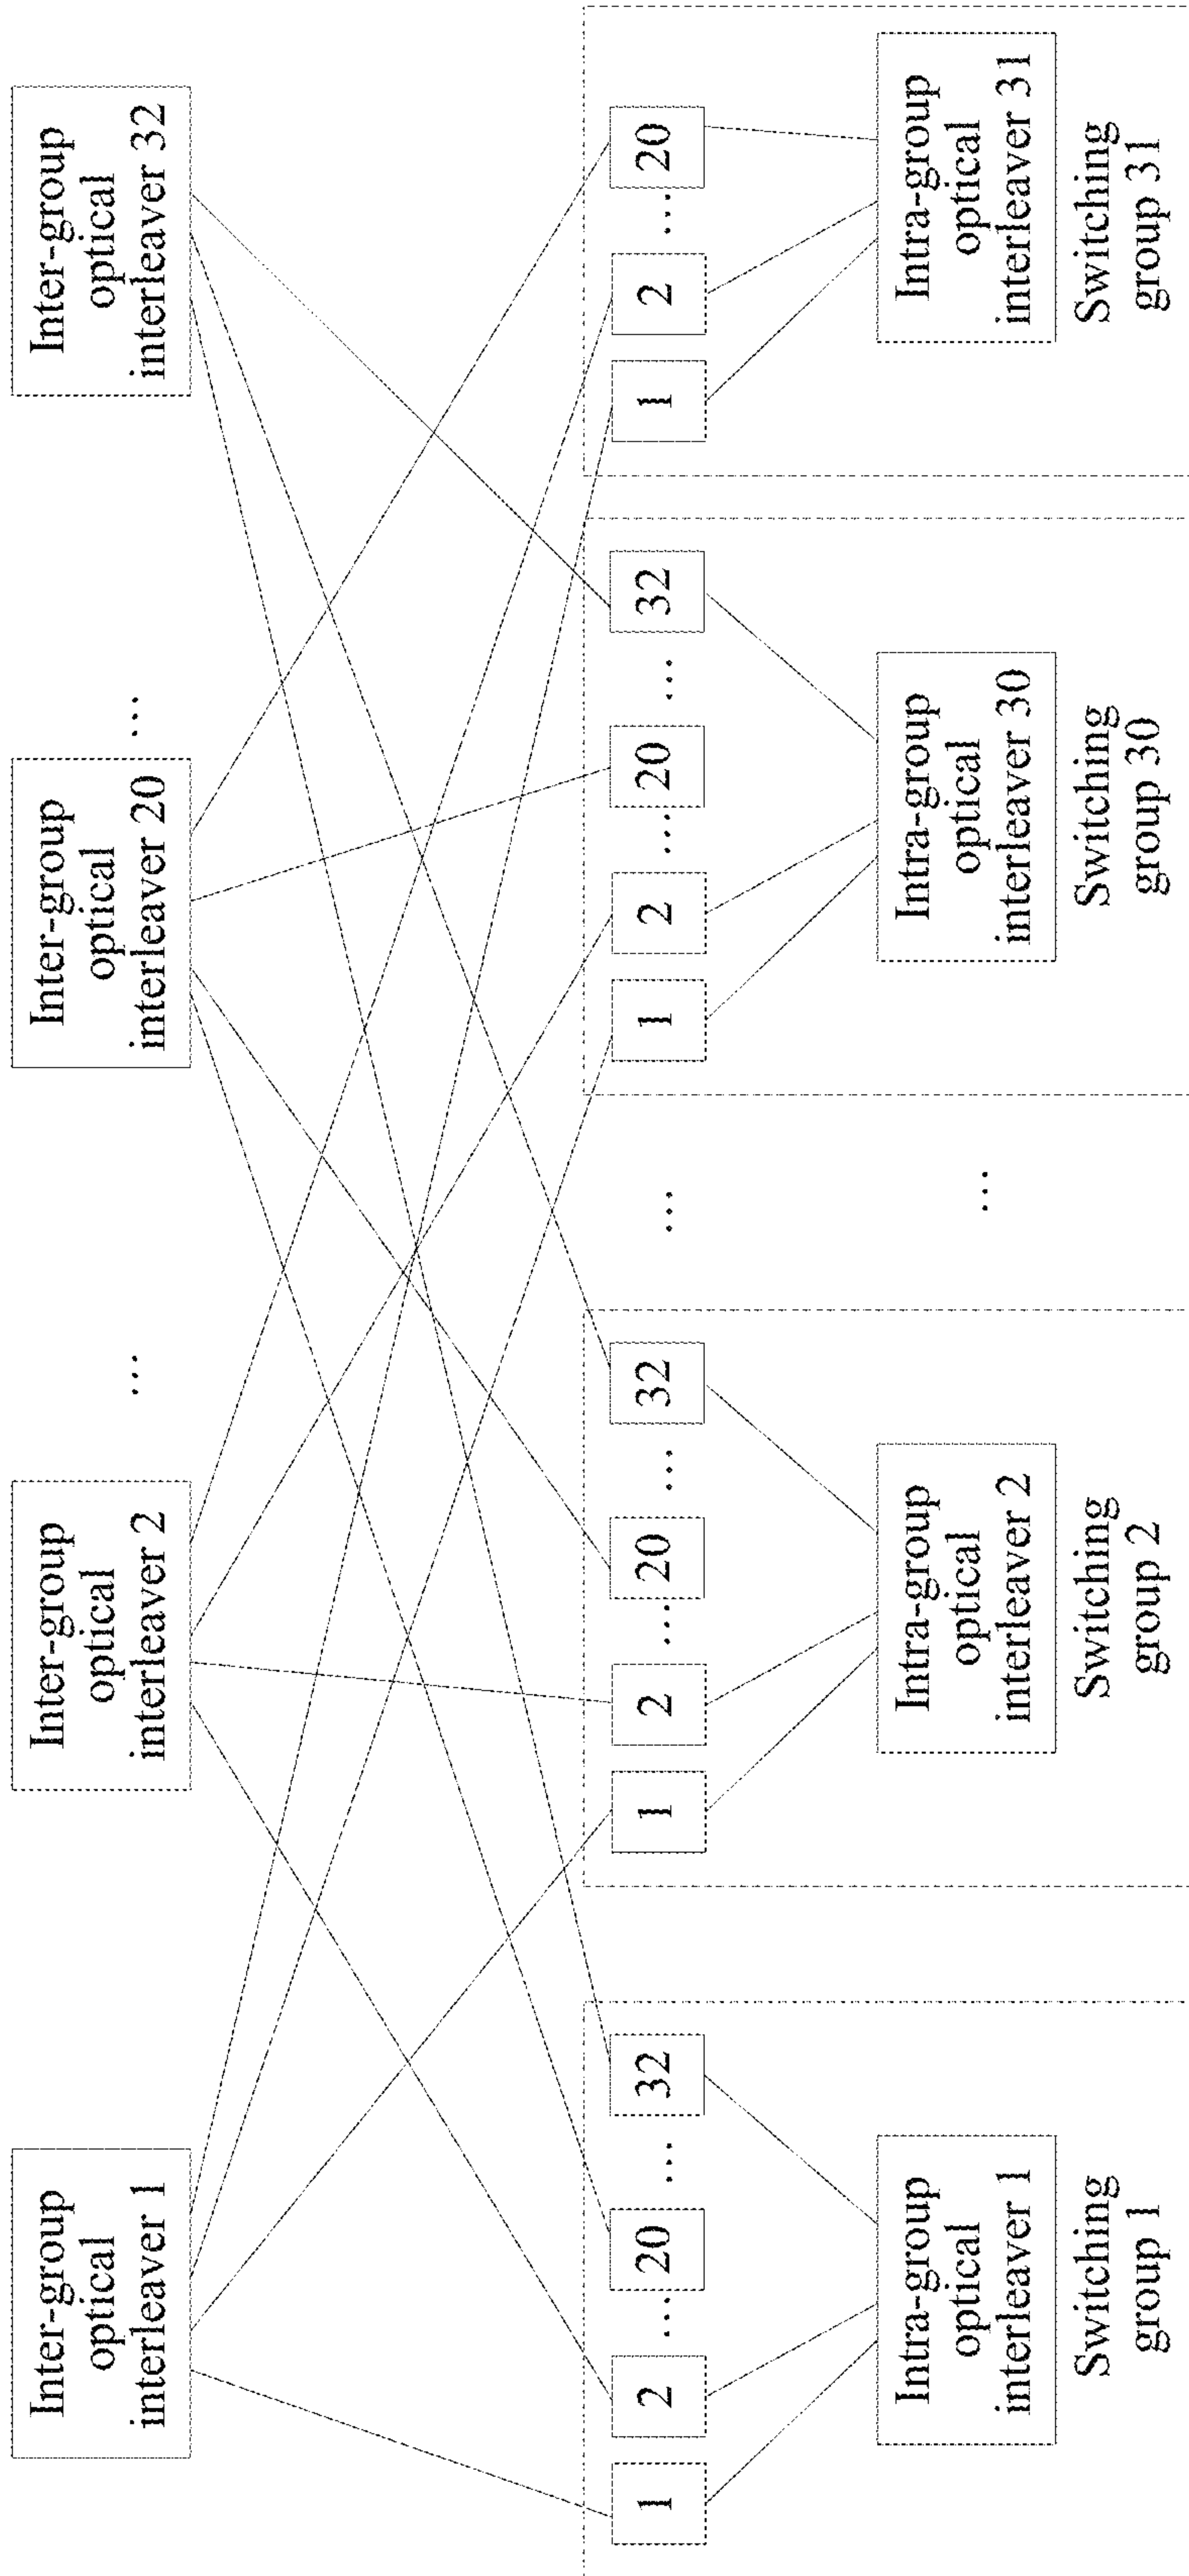 Inter-group
optical
interleaver 1
Inter-group
optical
interleaver 2
...
Inter-group
optical
interleaver 20
...
Inter-group
optical
interleaver 32
1
2
...
20
...
32
Intra-group
optical
interleaver 1
Switching
group 1
1
2
...
20
...
32
Intra-group
optical
interleaver 2
Switching
group 2
...
...
1
2
...
20
...
32
Intra-group
optical
interleaver 30
Switching
group 30
1
2
...
20
Intra-group
optical
interleaver 31
Switching
group 31